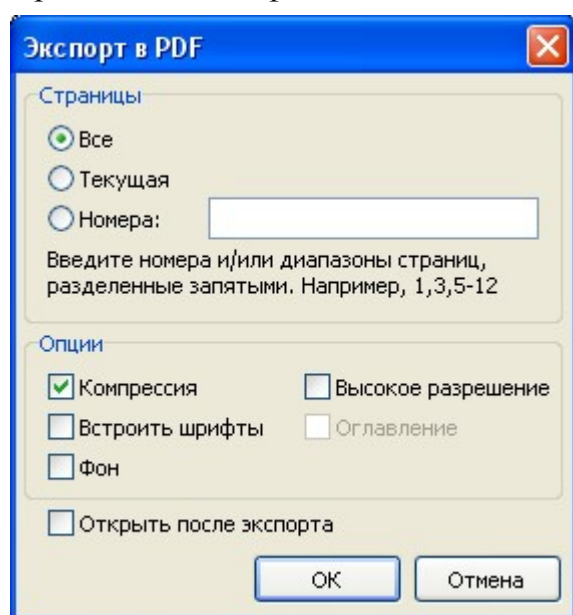 Экспорт в PDF
Страницы
Все
Текущая
Номера:
Введите номера и/или диапазоны страниц,
разделенные запятыми. Например, 1,3,5-12
Опции
Компрессия
Высокое разрешение
Встроить шрифты
Оглавление
Фон
Открыть после экспорта
ОК
Отмена